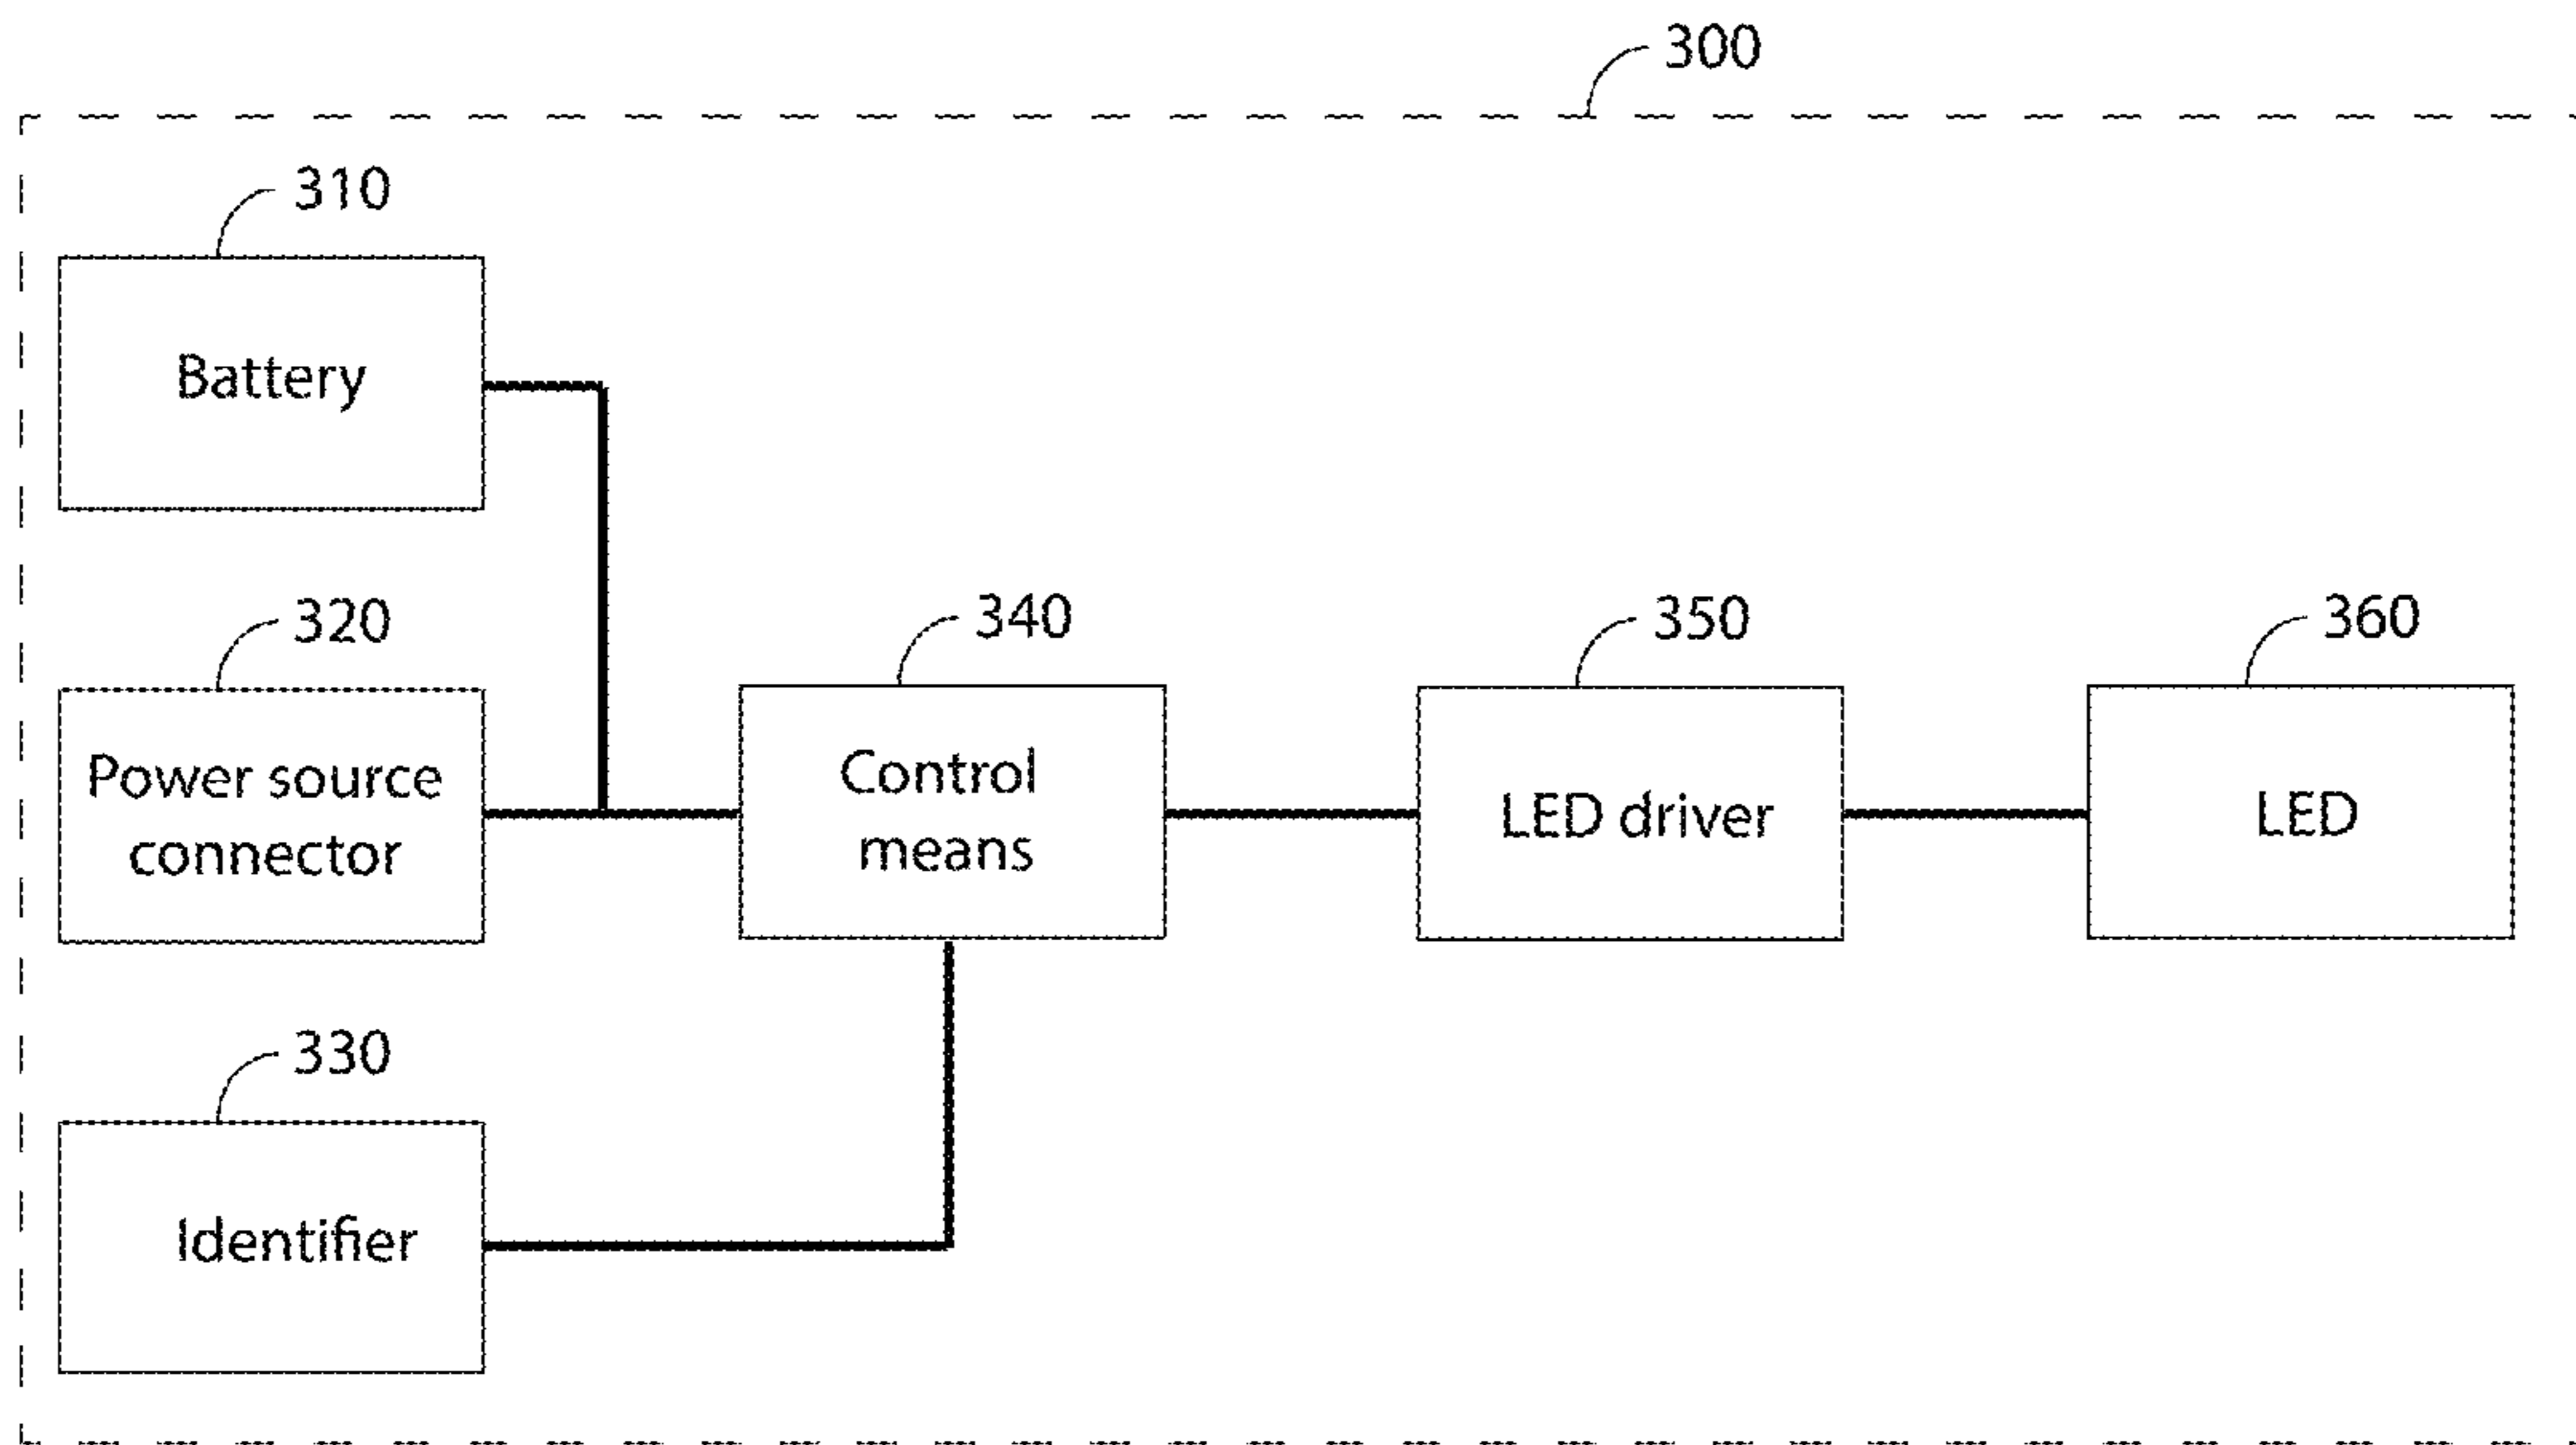 300
310
Battery
320
Power source
connector
340
Control
means
350
LED driver
360
LED
330
Identifier